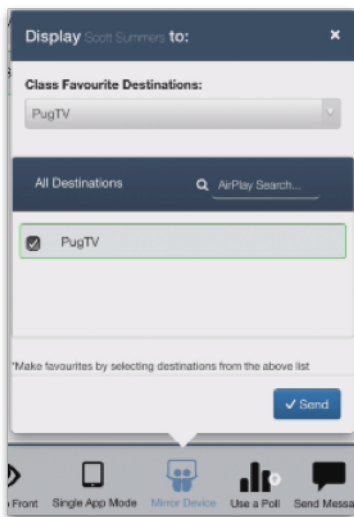 Display Scott Summers to:
Class Favourite Destinations:
PugTV
All Destinations
AirPlay Search...
PugTV
*Make favourites by selecting destinations from the above list
Send
Front Single App Mode Mirror Device Use a Poll Send Messa